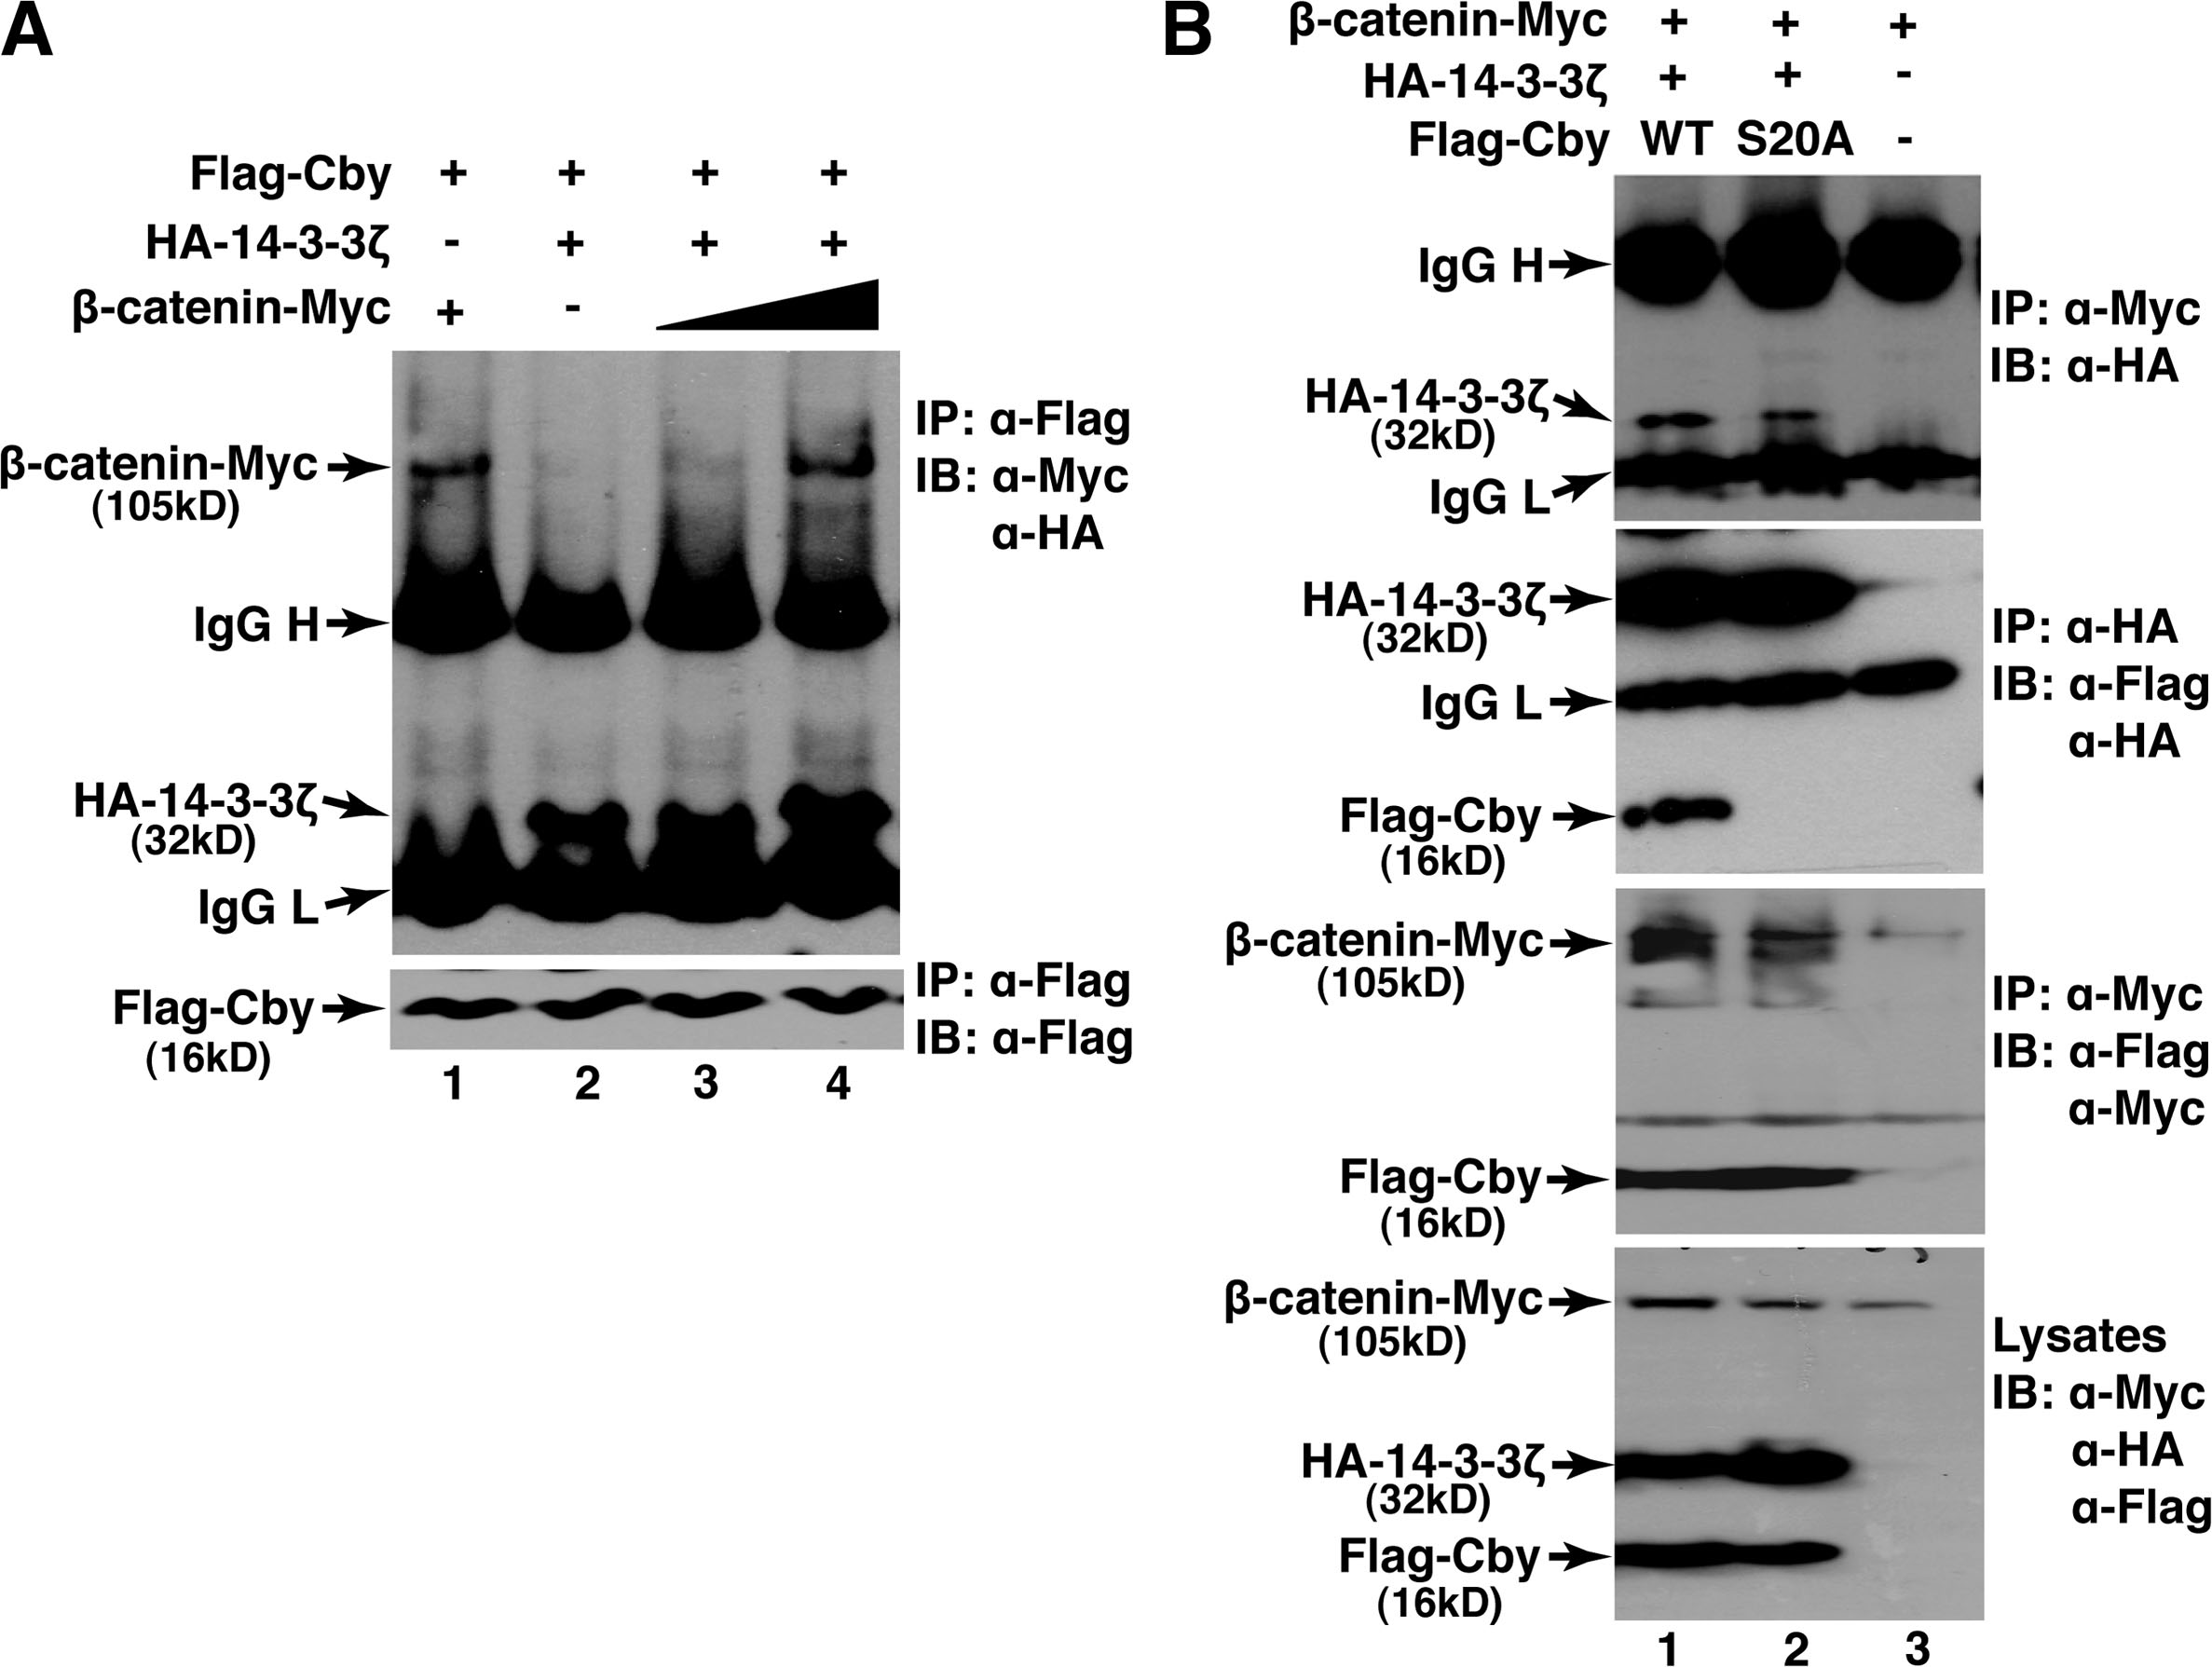 A
Flag-Cby + + + +
HA-14-3-3ζ - + + +
β-catenin-Myc + -
β-catenin-Myc
(105kD)
IgG H
HA-14-3-3ζ
(32kD)
IgG L
IP: α-Flag
IB: α-Myc
α-HA
Flag-Cby
(16kD)
IP: α-Flag
IB: α-Flag
1 2 3 4
B
β-catenin-Myc + + +
HA-14-3-3ζ + + -
Flag-Cby WT S20A -
IgG H
HA-14-3-3ζ
(32kD)
IgG L
IP: α-Myc
IB: α-HA
HA-14-3-3ζ
(32kD)
IgG L
Flag-Cby
(16kD)
IP: α-HA
IB: α-Flag
α-HA
β-catenin-Myc
(105kD)
Flag-Cby
(16kD)
IP: α-Myc
IB: α-Flag
α-Myc
β-catenin-Myc
(105kD)
HA-14-3-3ζ
(32kD)
Flag-Cby
(16kD)
Lysates
IB: α-Myc
α-HA
α-Flag
1 2 3